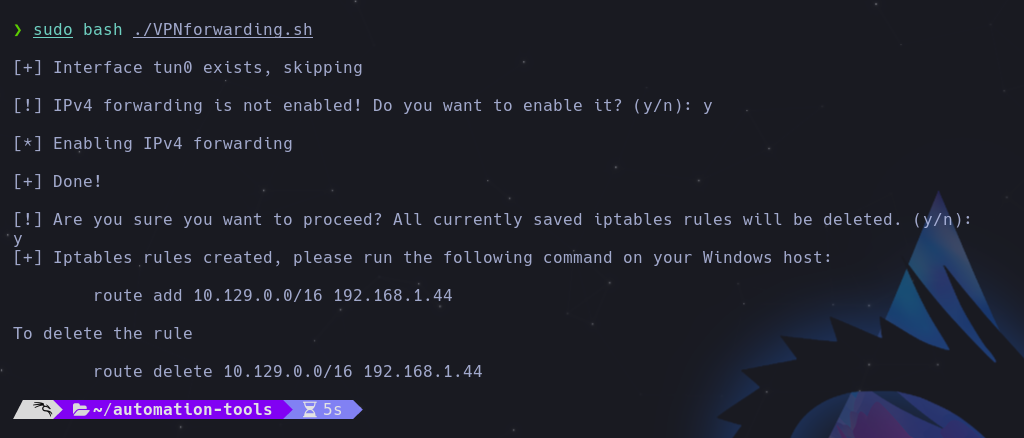 ❯ sudo bash ./VPNforwarding.sh
[+] Interface tun0 exists, skipping
[!] IPv4 forwarding is not enabled! Do you want to enable it? (y/n): y
[*] Enabling IPv4 forwarding
[+] Done!
[!] Are you sure you want to proceed? All currently saved iptables rules will be deleted. (y/n):
y
[+] Iptables rules created, please run the following command on your Windows host:
route add 10.129.0.0/16 192.168.1.44
To delete the rule
route delete 10.129.0.0/16 192.168.1.44
~/automation-tools 5s